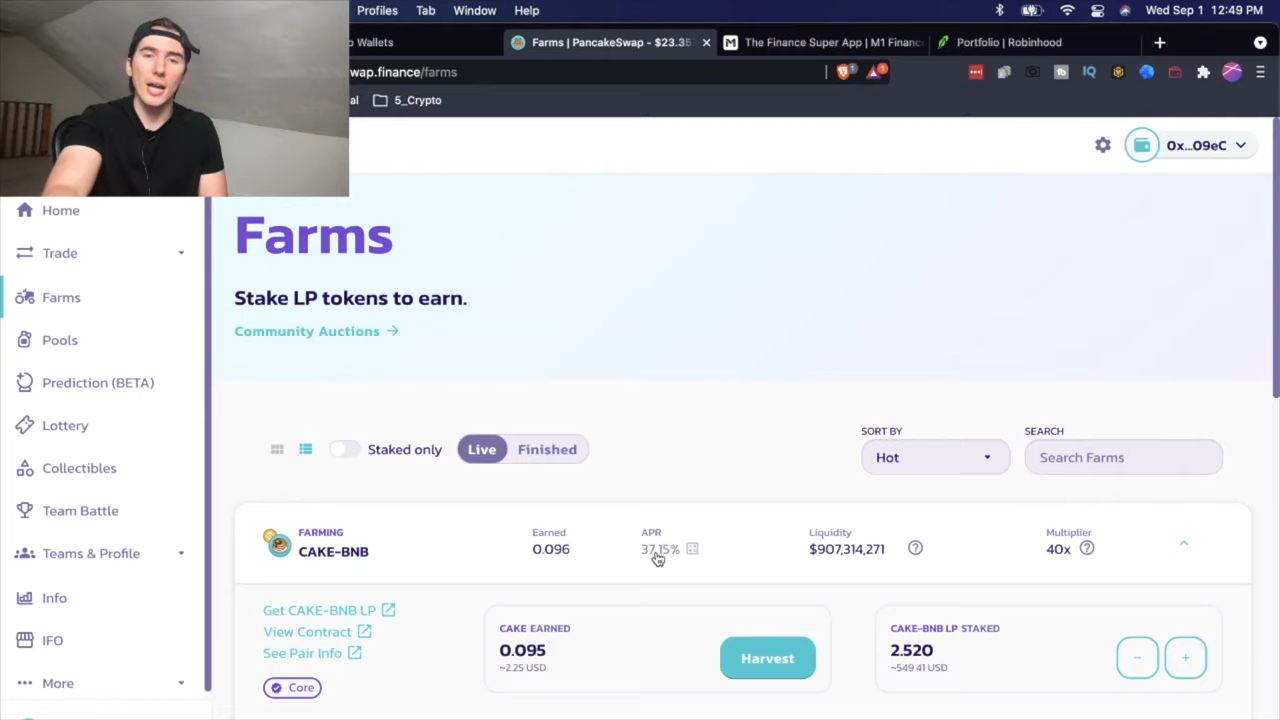 Profiles Tab Window Help Wed Sep 1 12:49 PM
Wallets Farms | PancakeSwap - $23.35 The Finance Super App | M1 Financ Portfolio | Robinhood
wap.finance/farms
al 5_Crypto
0x...09eC
Home
Trade
Farms
Pools
Prediction (BETA)
Lottery
Collectibles
Team Battle
Teams & Profile
Info
IFO
More
Farms
Stake LP tokens to earn.
Community Auctions
Staked only Live Finished
SORT BY
Hot
SEARCH
Search Farms
FARMING
CAKE-BNB
Earned
0.096
APR
37.15%
Liquidity
$907,314,271
Multiplier
40x
Get CAKE-BNB LP
View Contract
See Pair Info
Core
CAKE EARNED
0.095
~2.25 USD
Harvest
CAKE-BNB LP STAKED
2.520
~549.41 USD